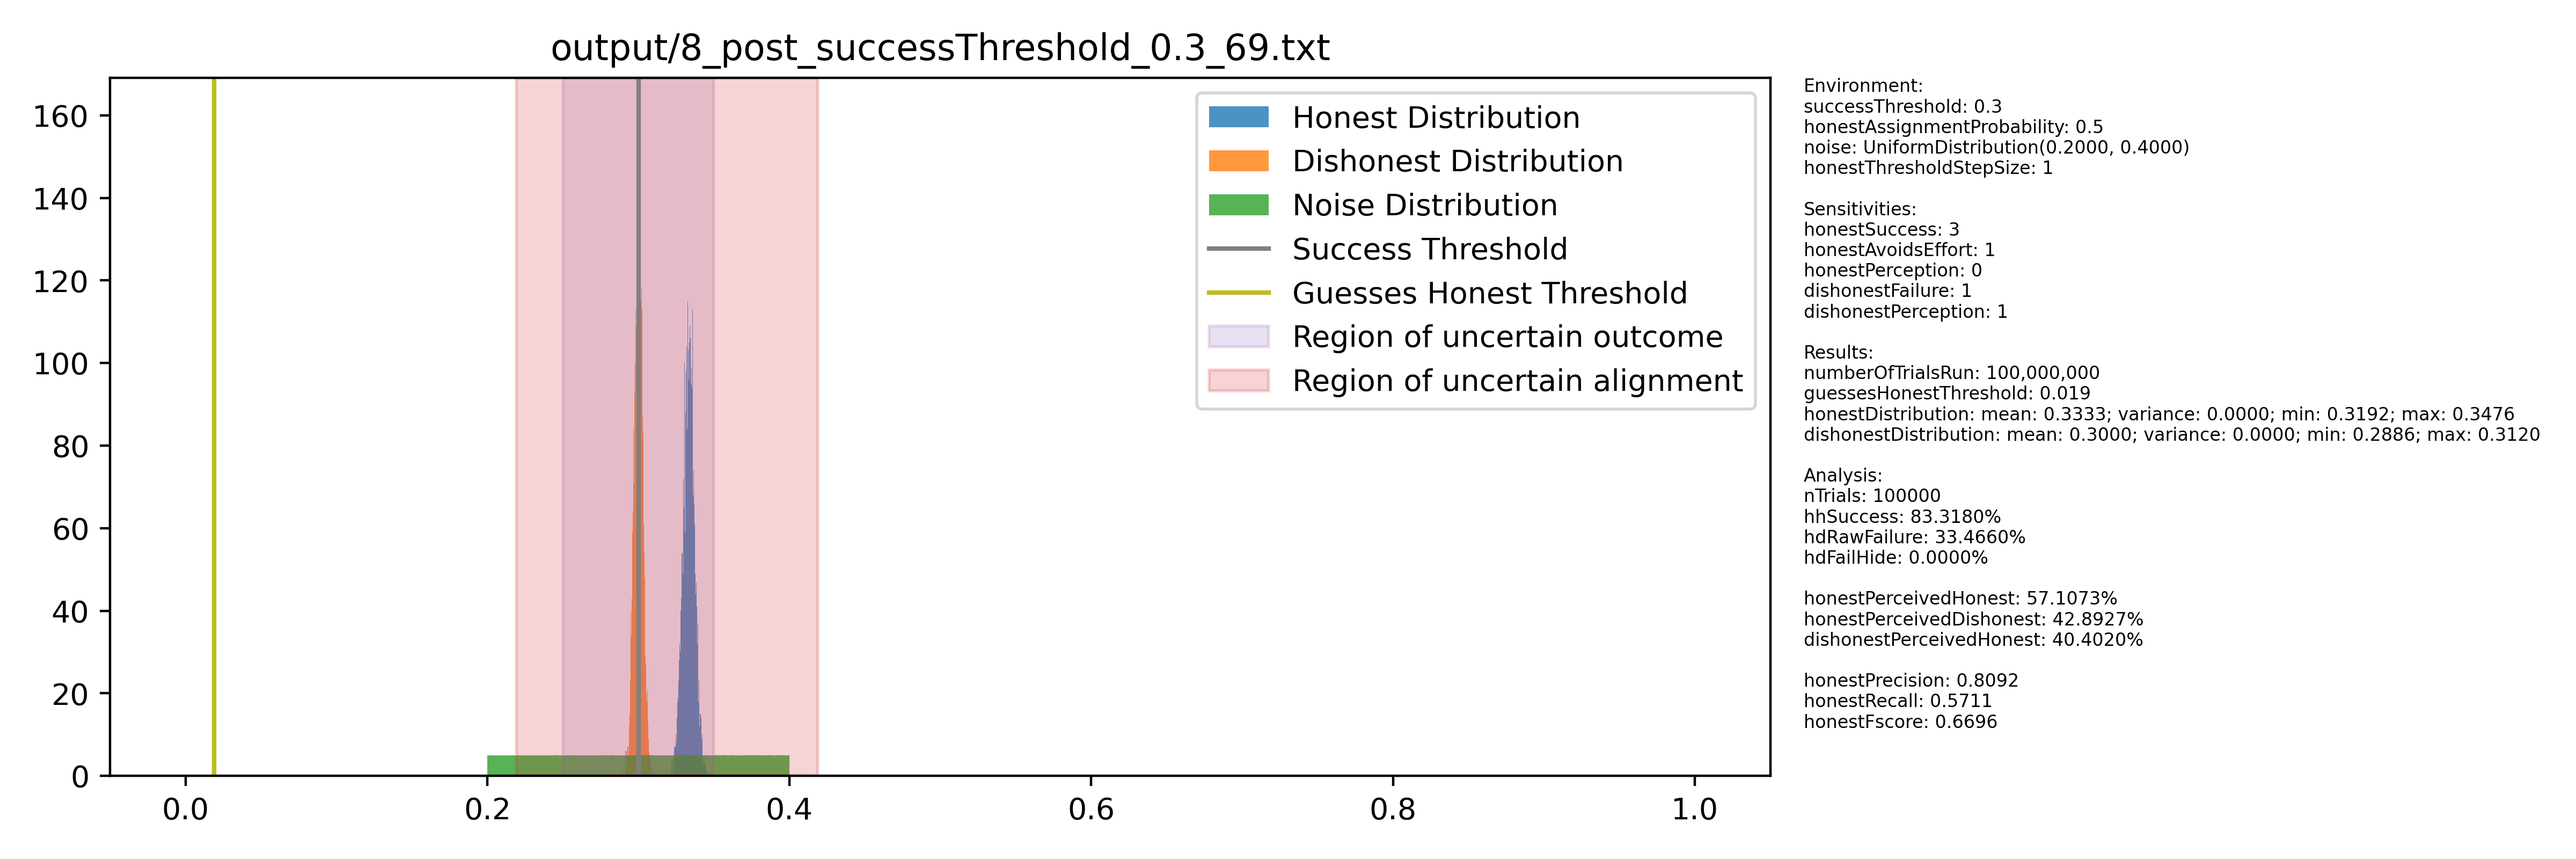 output/8_post_successThreshold_0.3_69.txt
160
140
120
100
80
60
40
20
0
0.0
0.2
0.4
0.6
0.8
1.0
Honest Distribution
Dishonest Distribution
Noise Distribution
Success Threshold
Guesses Honest Threshold
Region of uncertain outcome
Region of uncertain alignment
Environment:
successThreshold: 0.3
honestAssignmentProbability: 0.5
noise: UniformDistribution(0.2000, 0.4000)
honestThresholdStepSize: 1
Sensitivities:
honestSuccess: 3
honestAvoidsEffort: 1
honestPerception: 0
dishonestFailure: 1
dishonestPerception: 1
Results:
numberOfTrialsRun: 100,000,000
guessesHonestThreshold: 0.019
honestDistribution: mean: 0.3333; variance: 0.0000; min: 0.3192; max: 0.3476
dishonestDistribution: mean: 0.3000; variance: 0.0000; min: 0.2886; max: 0.3120
Analysis:
nTrials: 100000
hhSuccess: 83.3180%
hdRawFailure: 33.4660%
hdFailHide: 0.0000%
honestPerceivedHonest: 57.1073%
honestPerceivedDishonest: 42.8927%
dishonestPerceivedHonest: 40.4020%
honestPrecision: 0.8092
honestRecall: 0.5711
honestFscore: 0.6696